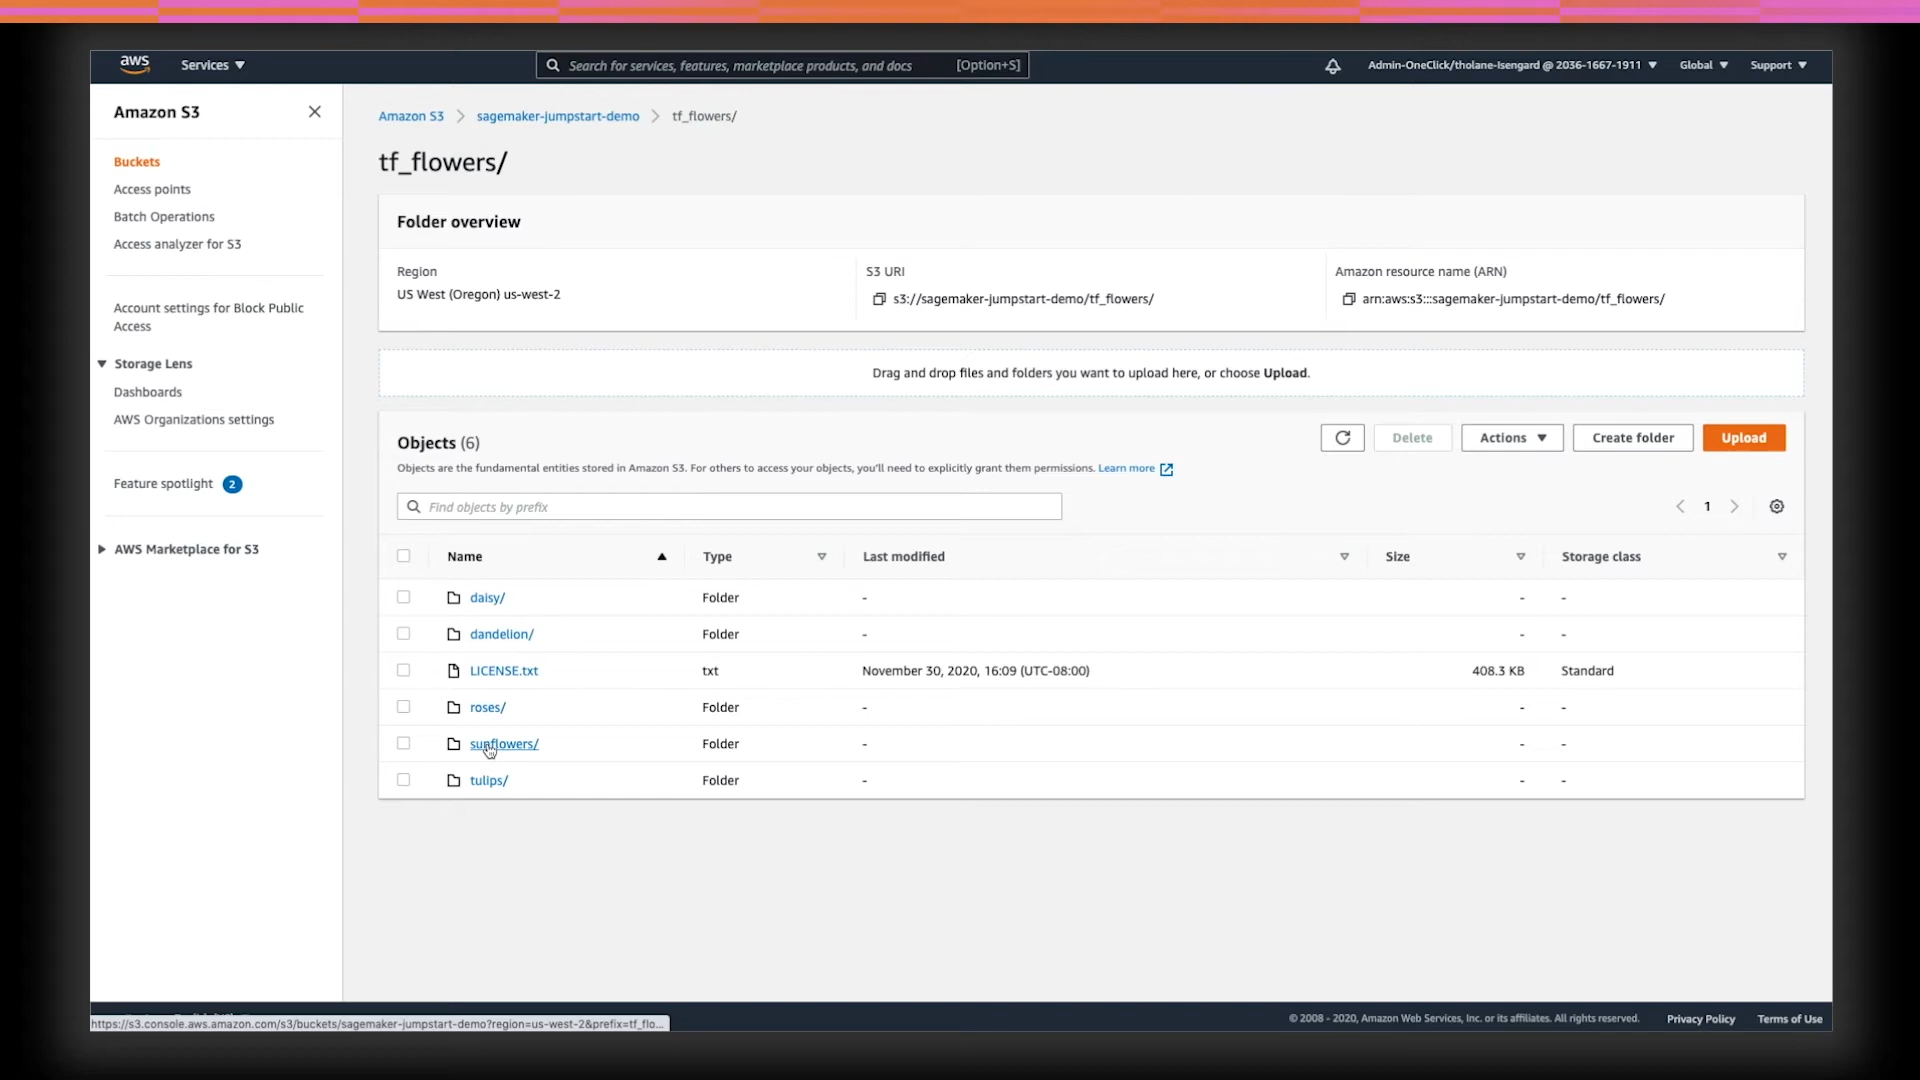 aws
Services ▼
Search for services, features, marketplace products, and docs
[Option+S]
Admin-OneClick/tholane-Isengard @ 2036-1667-1911 ▼
Global ▼
Support ▼
Amazon S3
Buckets
Access points
Batch Operations
Access analyzer for S3
Account settings for Block Public
Access
Storage Lens
Dashboards
AWS Organizations settings
Feature spotlight 2
AWS Marketplace for S3
Amazon S3 > sagemaker-jumpstart-demo > tf_flowers/
tf_flowers/
Folder overview
Region
US West (Oregon) us-west-2
S3 URI
s3://sagemaker-jumpstart-demo/tf_flowers/
Amazon resource name (ARN)
arn:aws:s3:::sagemaker-jumpstart-demo/tf_flowers/
Drag and drop files and folders you want to upload here, or choose Upload.
Objects (6)
Delete
Actions ▼
Create folder
Upload
Objects are the fundamental entities stored in Amazon S3. For others to access your objects, you'll need to explicitly grant them permissions. Learn more
Find objects by prefix
< 1 >
Name Type Last modified Size Storage class
daisy/ Folder - - -
dandelion/ Folder - - -
LICENSE.txt txt November 30, 2020, 16:09 (UTC-08:00) 408.3 KB Standard
roses/ Folder - - -
sunflowers/ Folder - - -
tulips/ Folder - - -
https://s3.console.aws.amazon.com/s3/buckets/sagemaker-jumpstart-demo?region=us-west-2&prefix=tf_flo...
© 2008 - 2020, Amazon Web Services, Inc. or its affiliates. All rights reserved.
Privacy Policy
Terms of Use